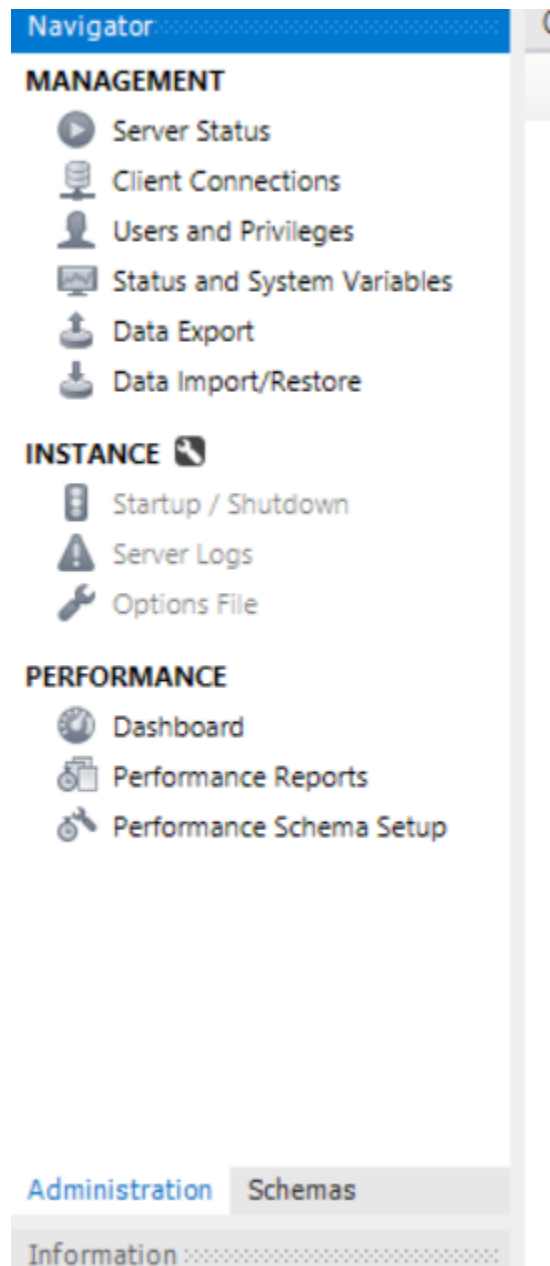 Navigator
MANAGEMENT
Server Status
Client Connections
Users and Privileges
Status and System Variables
Data Export
Data Import/Restore
INSTANCE
Startup / Shutdown
Server Logs
Options File
PERFORMANCE
Dashboard
Performance Reports
Performance Schema Setup
Administration Schemas
Information